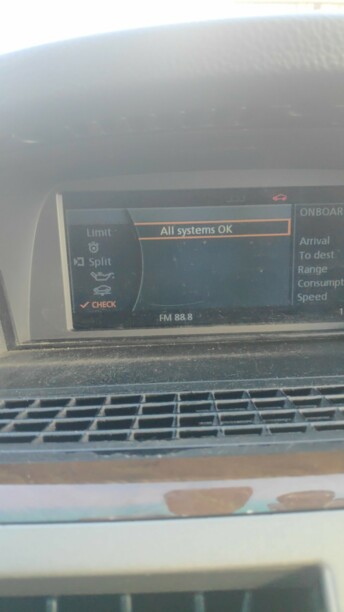 All systems OK
Limit
Split
CHECK
FM 88.8
ONBOAR
Arrival
To dest
Range
Consumpt
Speed